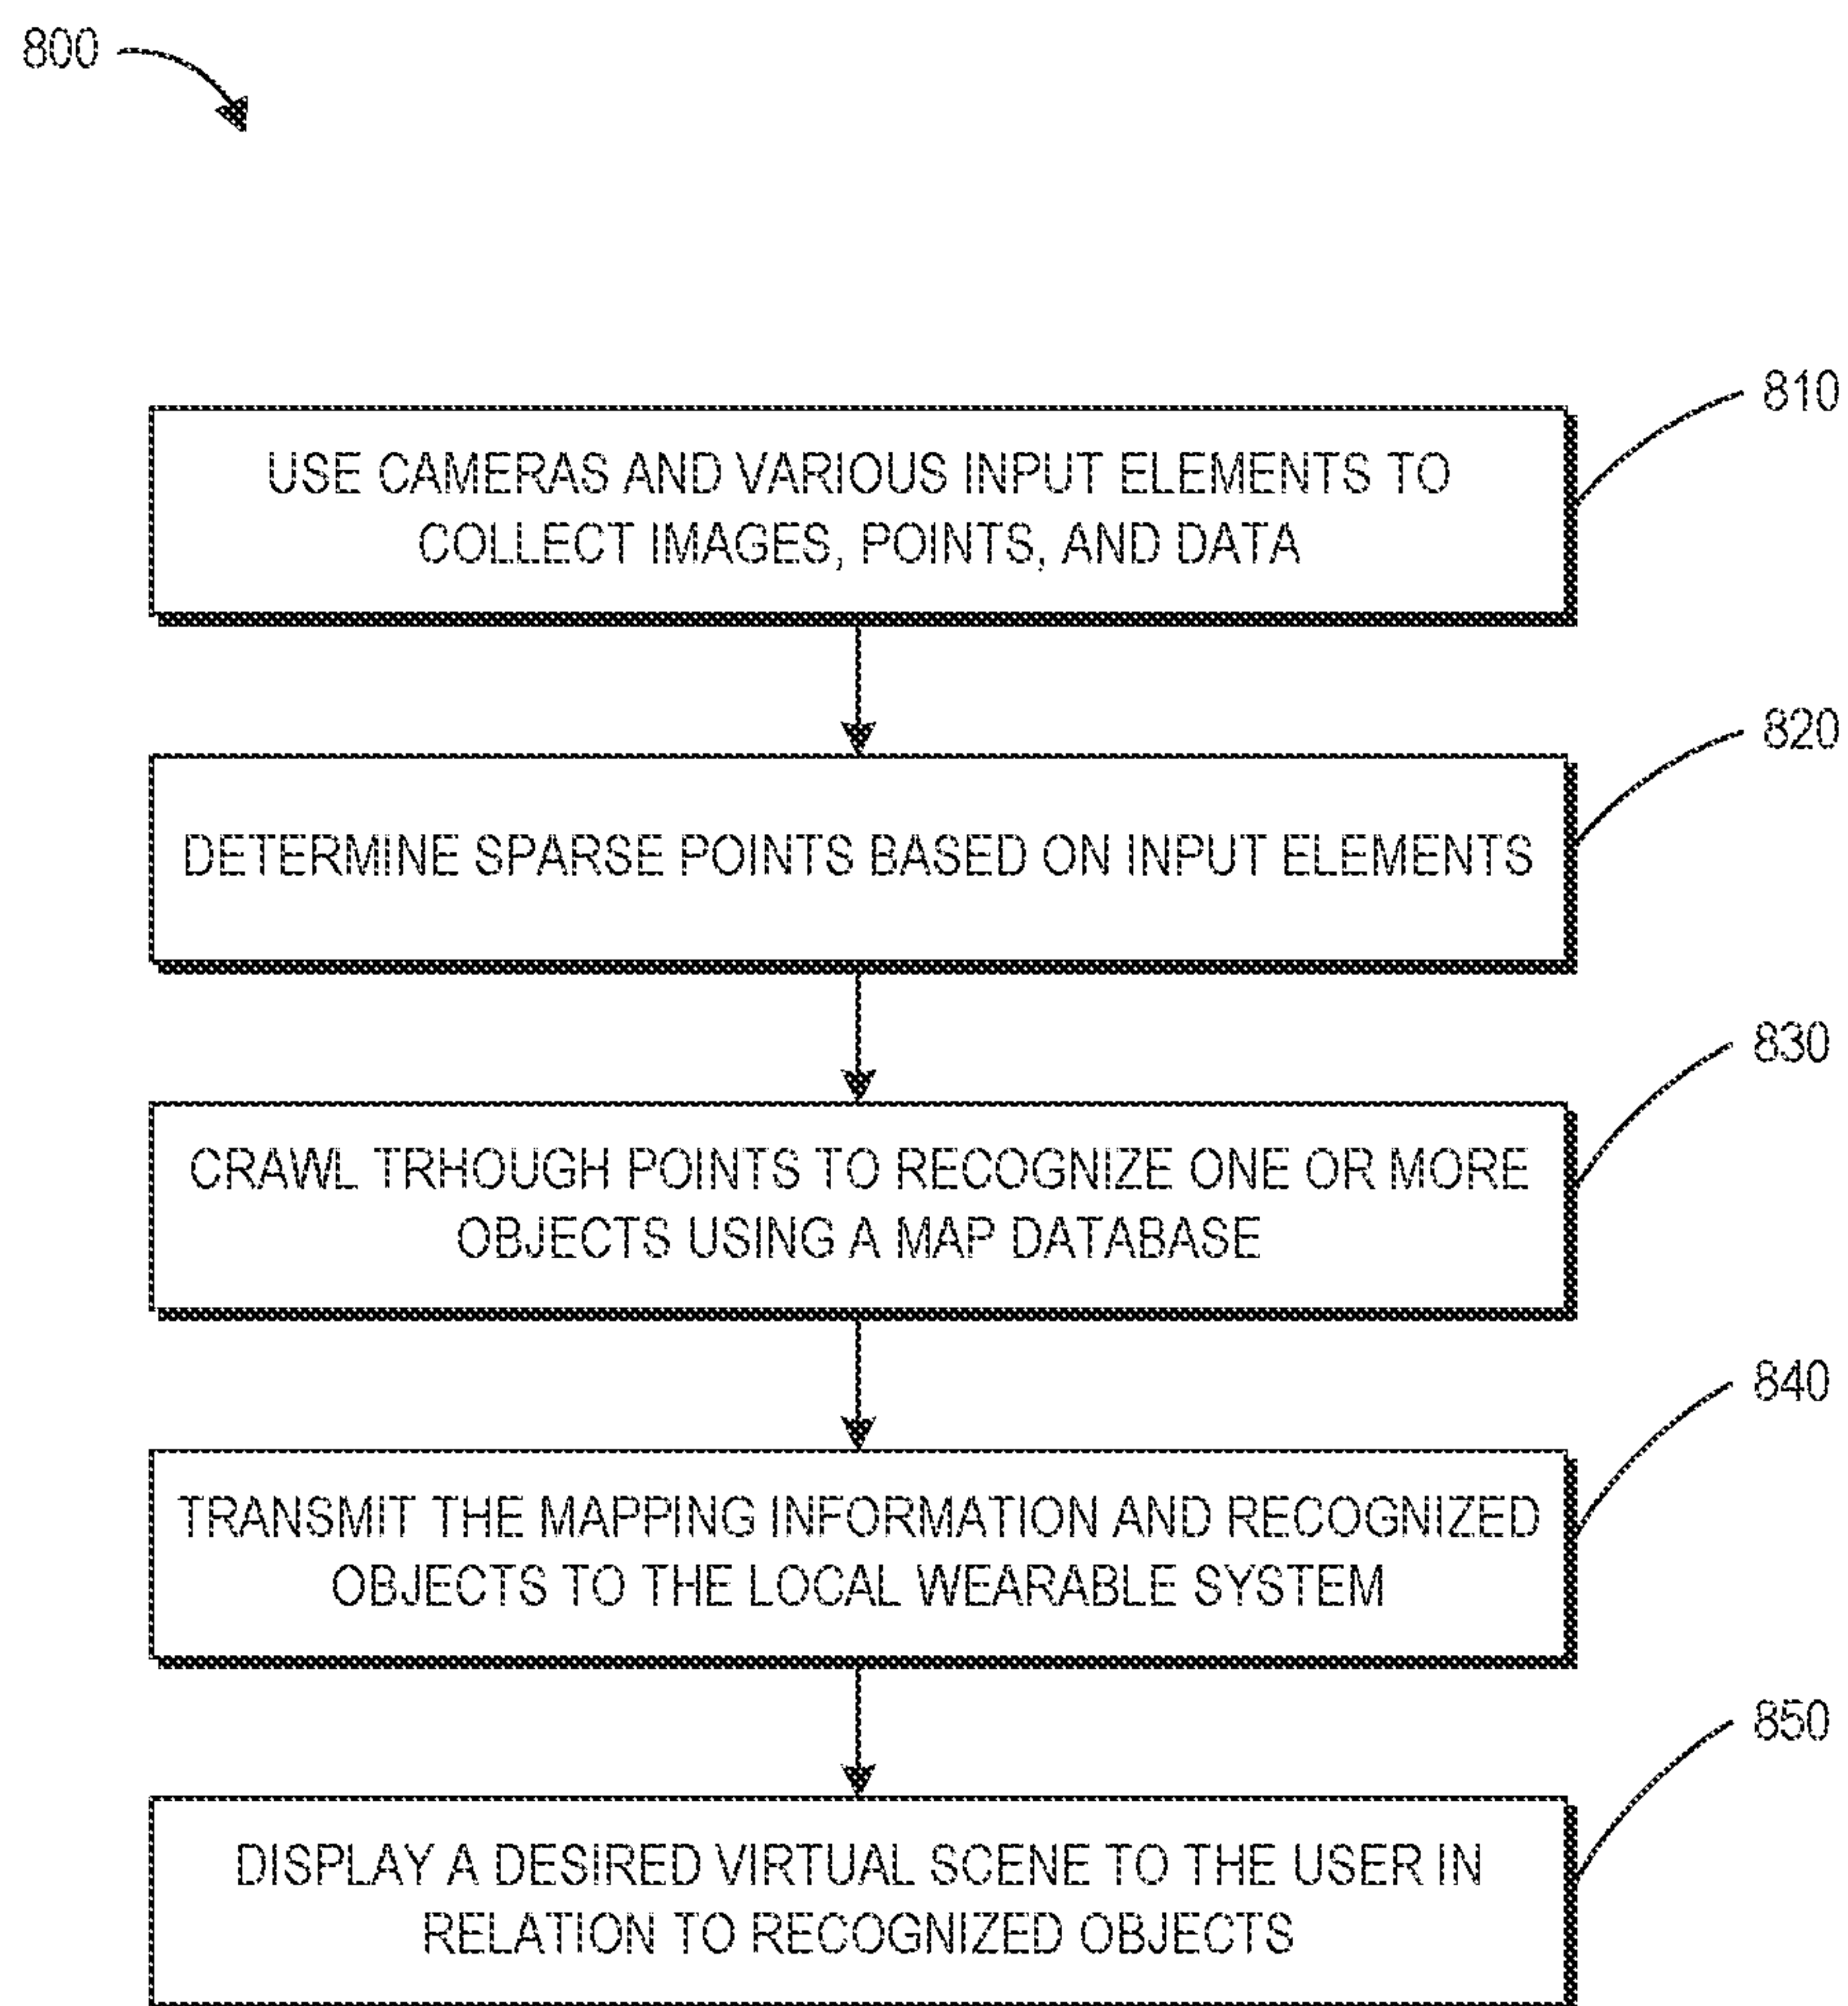 800
810
USE CAMERAS AND VARIOUS INPUT ELEMENTS TO
COLLECT IMAGES, POINTS, AND DATA
820
DETERMINE SPARSE POINTS BASED ON INPUT ELEMENTS
830
CRAWL TRHOUGH POINTS TO RECOGNIZE ONE OR MORE
OBJECTS USING A MAP DATABASE
840
TRANSMIT THE MAPPING INFORMATION AND RECOGNIZED
OBJECTS TO THE LOCAL WEARABLE SYSTEM
850
DISPLAY A DESIRED VIRTUAL SCENE TO THE USER IN
RELATION TO RECOGNIZED OBJECTS